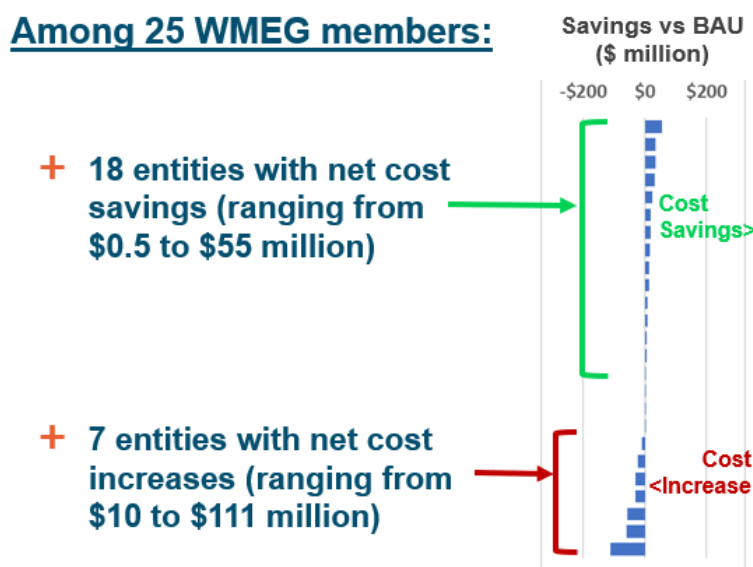 Among 25 WMEG members:
Savings vs BAU
($ million)
-$200 $0 $200
+ 18 entities with net cost
savings (ranging from
$0.5 to $55 million)
Cost
Savings>
+ 7 entities with net cost
increases (ranging from
$10 to $111 million)
Cost
<Increase